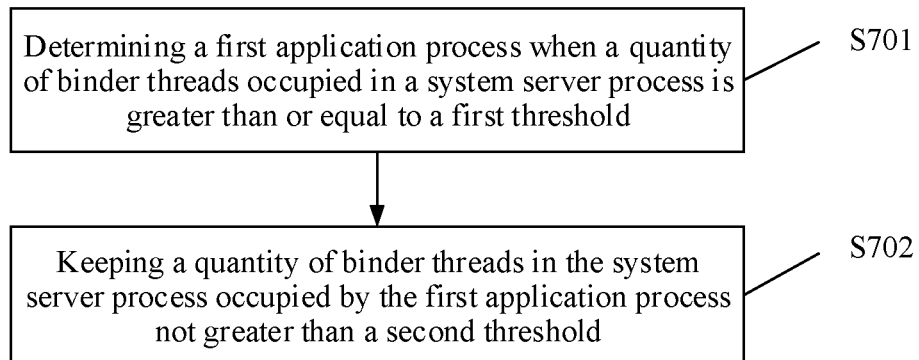 Determining a first application process when a quantity
of binder threads occupied in a system server process is
greater than or equal to a first threshold
S701
Keeping a quantity of binder threads in the system
server process occupied by the first application process
not greater than a second threshold
S702